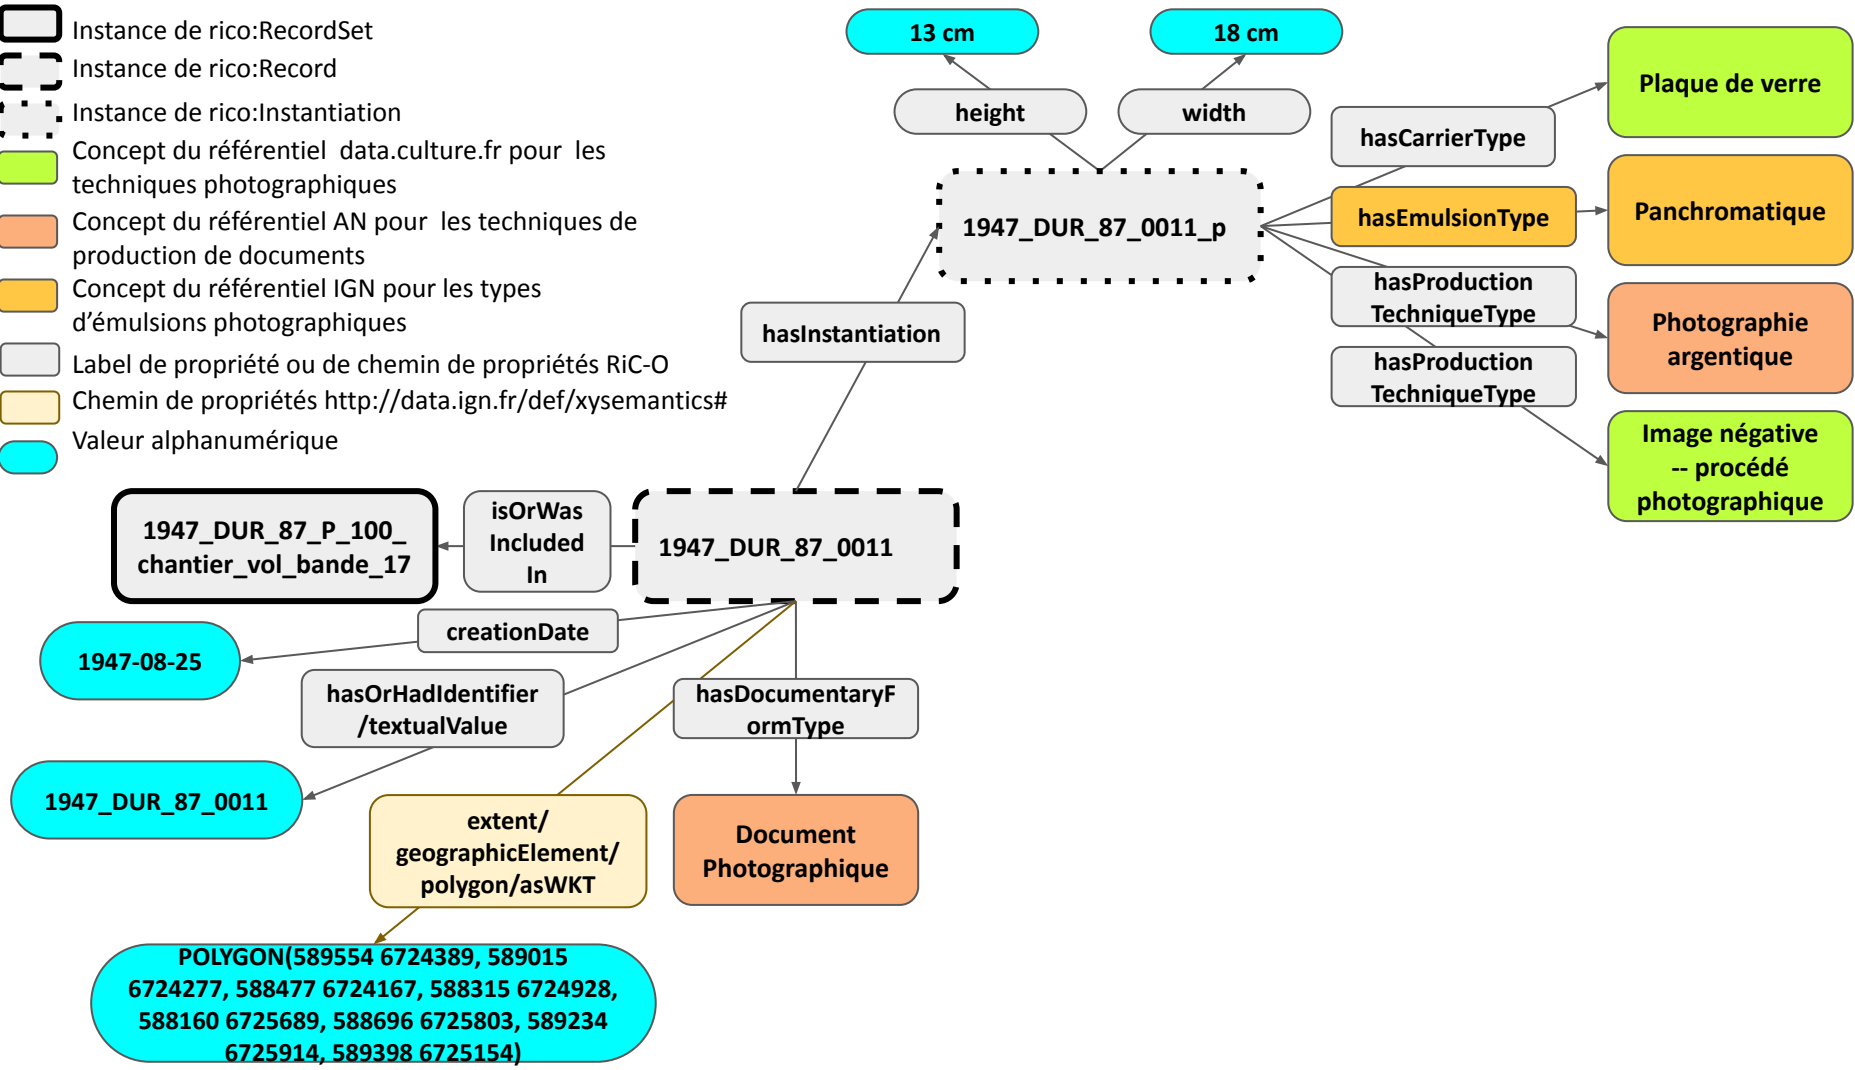 Instance de rico:RecordSet
Instance de rico:Record
Instance de rico:Instantiation
Concept du référentiel  data.culture.fr pour  les
techniques photographiques
Concept du référentiel AN pour  les techniques de
production de documents
Concept du référentiel IGN pour les types
d’émulsions photographiques
Label de propriété ou de chemin de propriétés RiC-O
Chemin de propriétés http://data.ign.fr/def/xysemantics#
Valeur alphanumérique
13 cm
18 cm
height
width
hasCarrierType
Plaque de verre
1947_DUR_87_0011_p
hasEmulsionType
Panchromatique
hasProduction
TechniqueType
Photographie
argentique
hasProduction
TechniqueType
Image négative
-- procédé
photographique
hasInstantiation
1947_DUR_87_P_100_
chantier_vol_bande_17
isOrWas
Included
In
1947_DUR_87_0011
creationDate
1947-08-25
hasOrHadIdentifier
/textualValue
hasDocumentaryF
ormType
1947_DUR_87_0011
extent/
geographicElement/
polygon/asWKT
Document
Photographique
POLYGON(589554 6724389, 589015
6724277, 588477 6724167, 588315 6724928,
588160 6725689, 588696 6725803, 589234
6725914, 589398 6725154)